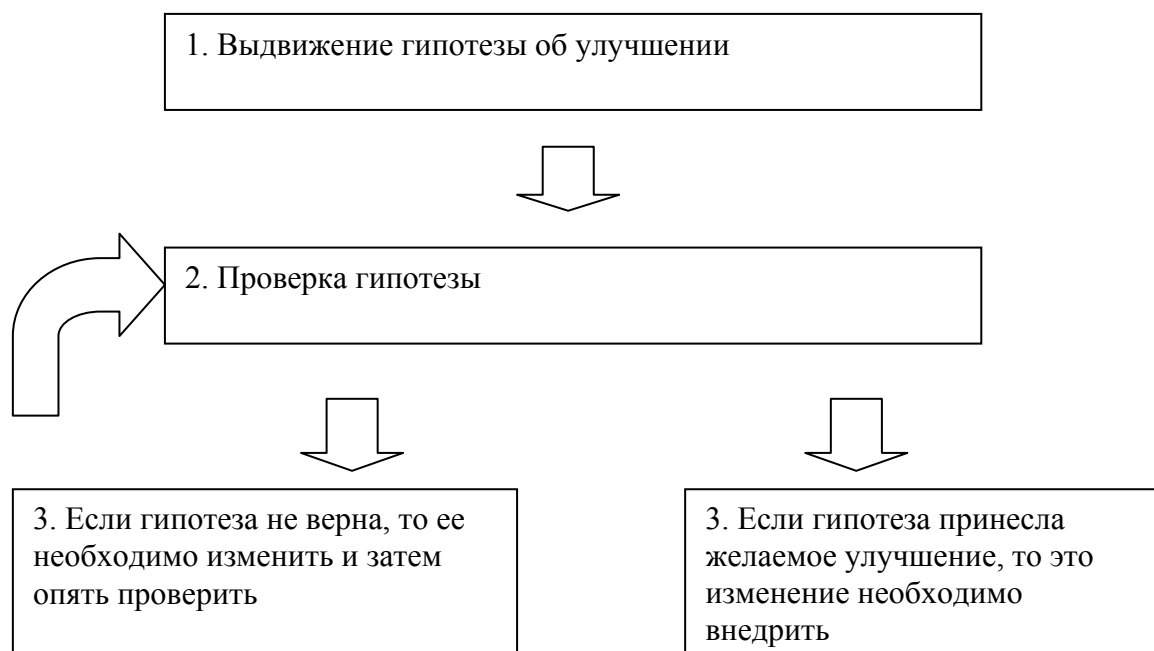 1. Выдвижение гипотезы об улучшении
2. Проверка гипотезы
3. Если гипотеза не верна, то ее
необходимо изменить и затем
опять проверить
3. Если гипотеза принесла
желаемое улучшение, то это
изменение необходимо
внедрить